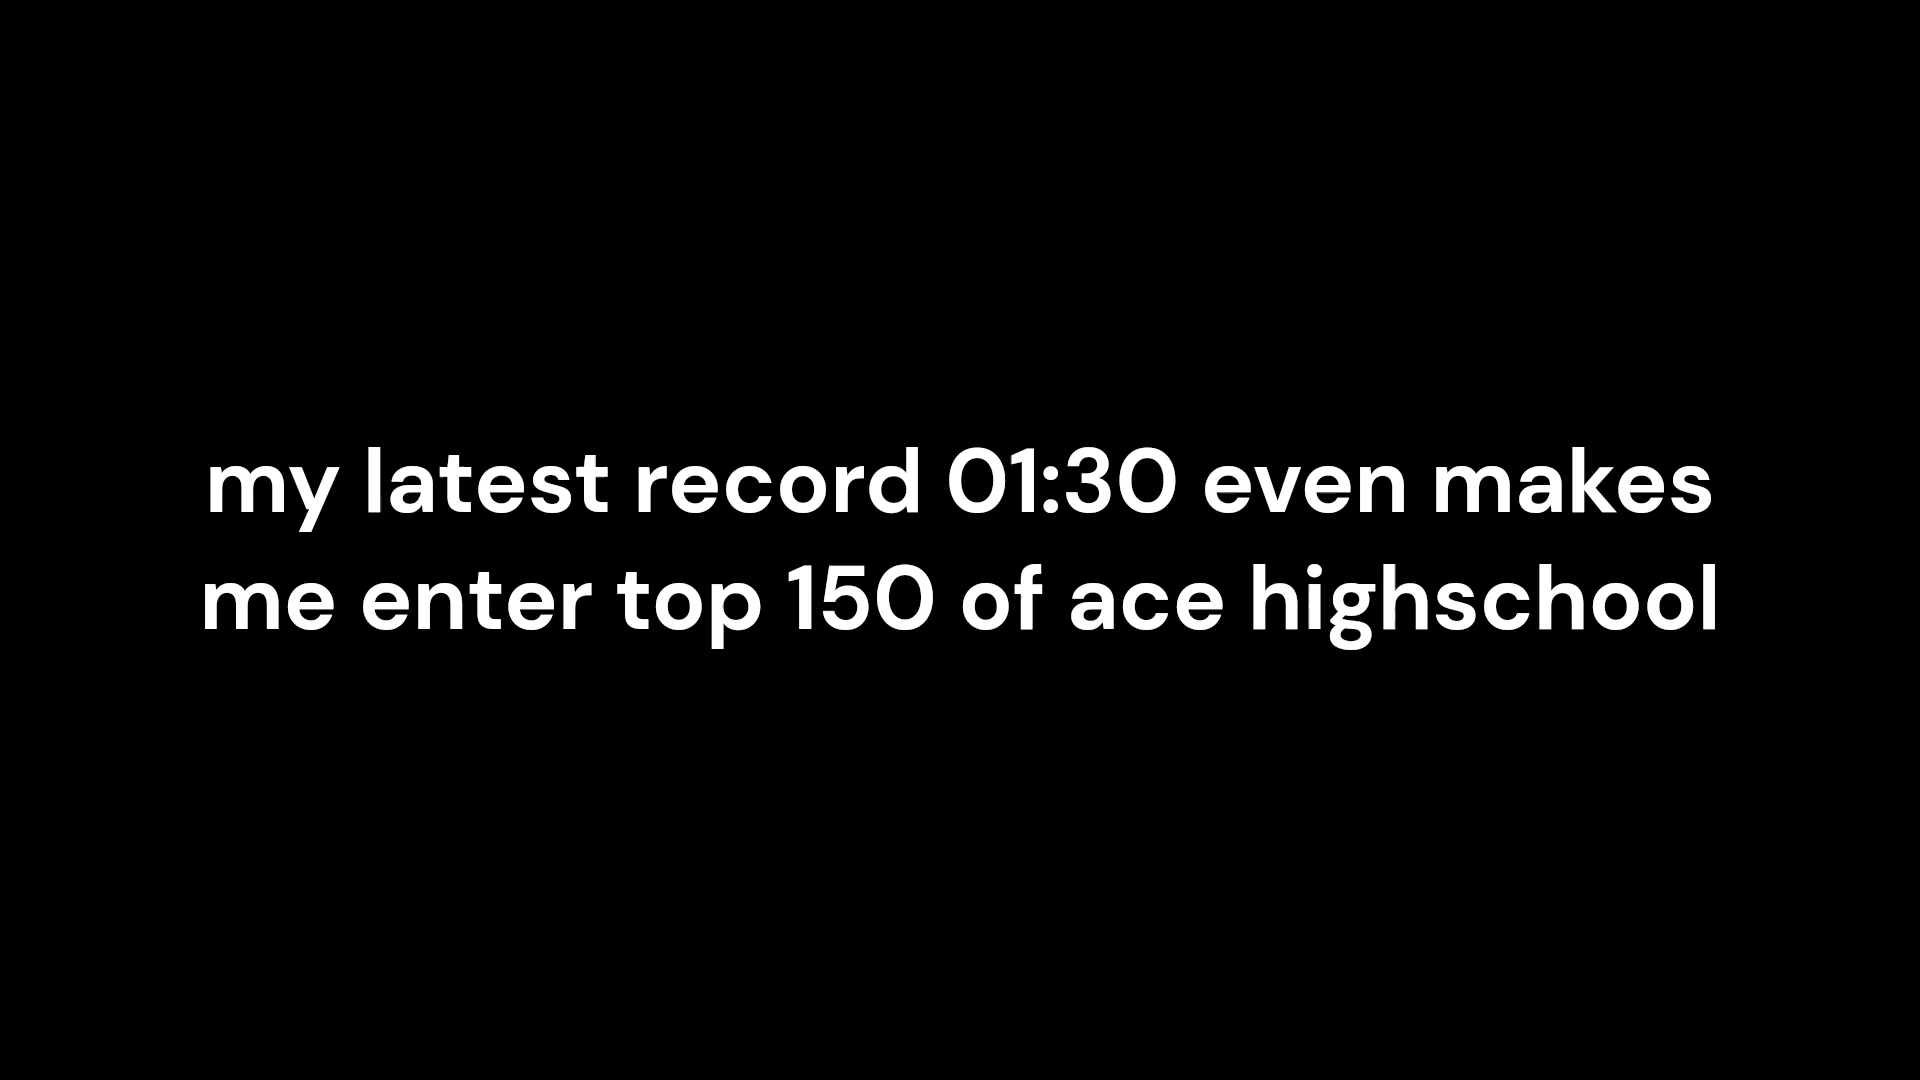 my latest record 01:30 even makes
me enter top 150 of ace highschool